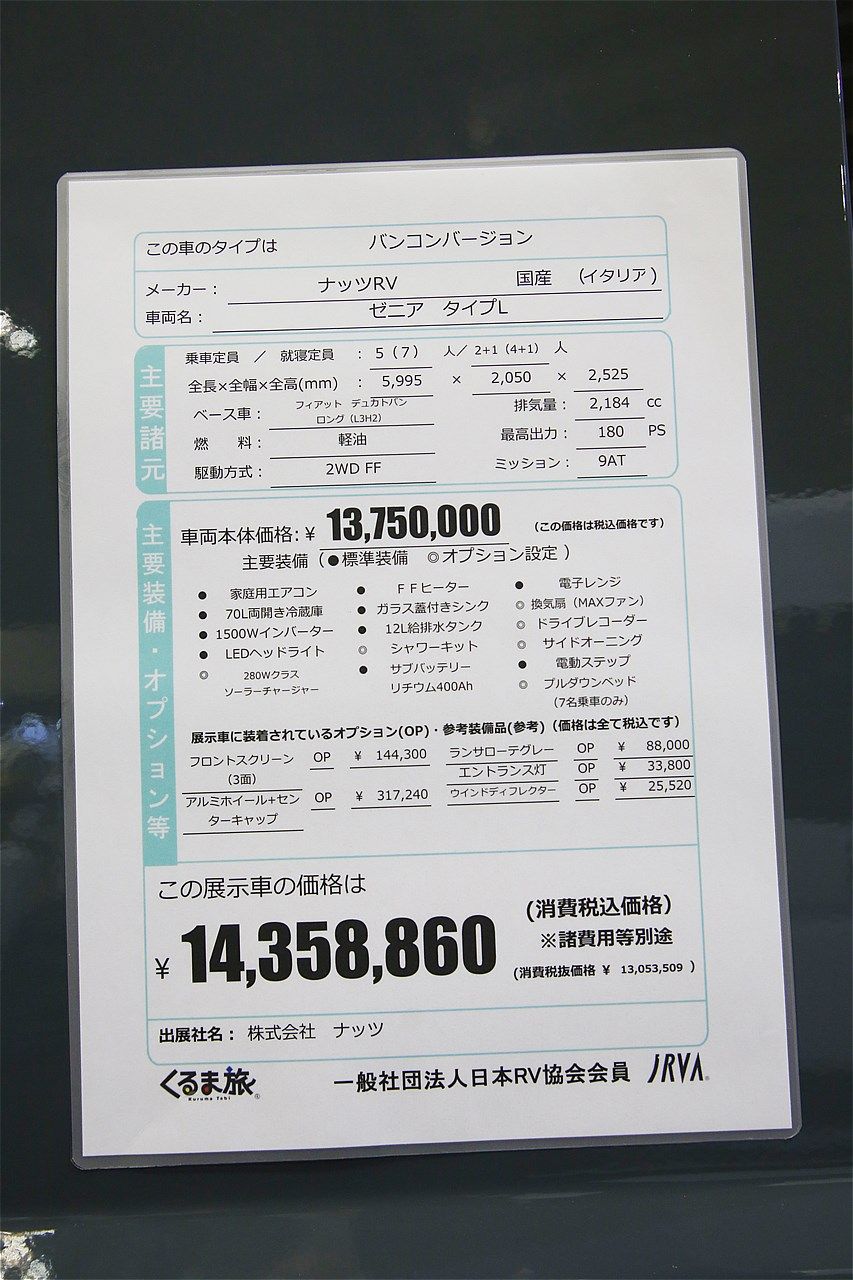 この車のタイプは バンコンバージョン
メーカー： ナッツRV 国産 （イタリア）
車両名： ゼニア タイプL
主要諸元
乗車定員 ／ 就寝定員 ： 5（7） 人／ 2+1（4+1） 人
全長×全幅×全高(mm) ： 5,995 × 2,050 × 2,525
ベース車： フィアット デュカトバン ロング（L3H2） 排気量： 2,184 cc
燃 料： 軽油 最高出力： 180 PS
駆動方式： 2WD FF ミッション： 9AT
主要装備・オプション等
車両本体価格: ¥ 13,750,000 （この価格は税込価格です）
主要装備（●標準装備 ◎オプション設定 ）
● 家庭用エアコン ● ＦＦヒーター ● 電子レンジ
● 70L両開き冷蔵庫 ● ガラス蓋付きシンク ◎ 換気扇（MAXファン）
● 1500Wインバーター ● 12L給排水タンク ◎ ドライブレコーダー
● LEDヘッドライト ◎ シャワーキット ◎ サイドオーニング
◎ 280Wクラス ● サブバッテリー ● 電動ステップ
ソーラーチャージャー リチウム400Ah ◎ プルダウンベッド
（7名乗車のみ）
展示車に装着されているオプション(OP)・参考装備品(参考)（価格は全て税込です）
フロントスクリーン OP ¥ 144,300 ランサローテグレー OP ¥ 88,000
（3面） エントランス灯 OP ¥ 33,800
アルミホイール+セン OP ¥ 317,240 ウインドディフレクター OP ¥ 25,520
ターキャップ
この展示車の価格は
¥ 14,358,860 (消費税込価格)
※諸費用等別途
(消費税抜価格 ¥ 13,053,509 )
出展社名： 株式会社 ナッツ
くるま旅 一般社団法人日本RV協会会員 JRVA
Kuruma Tabi